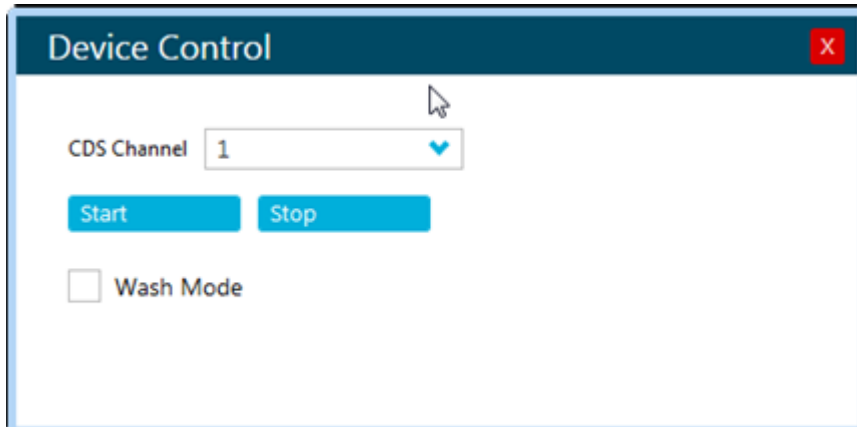 Device Control
X
CDS Channel 1
Start Stop
Wash Mode